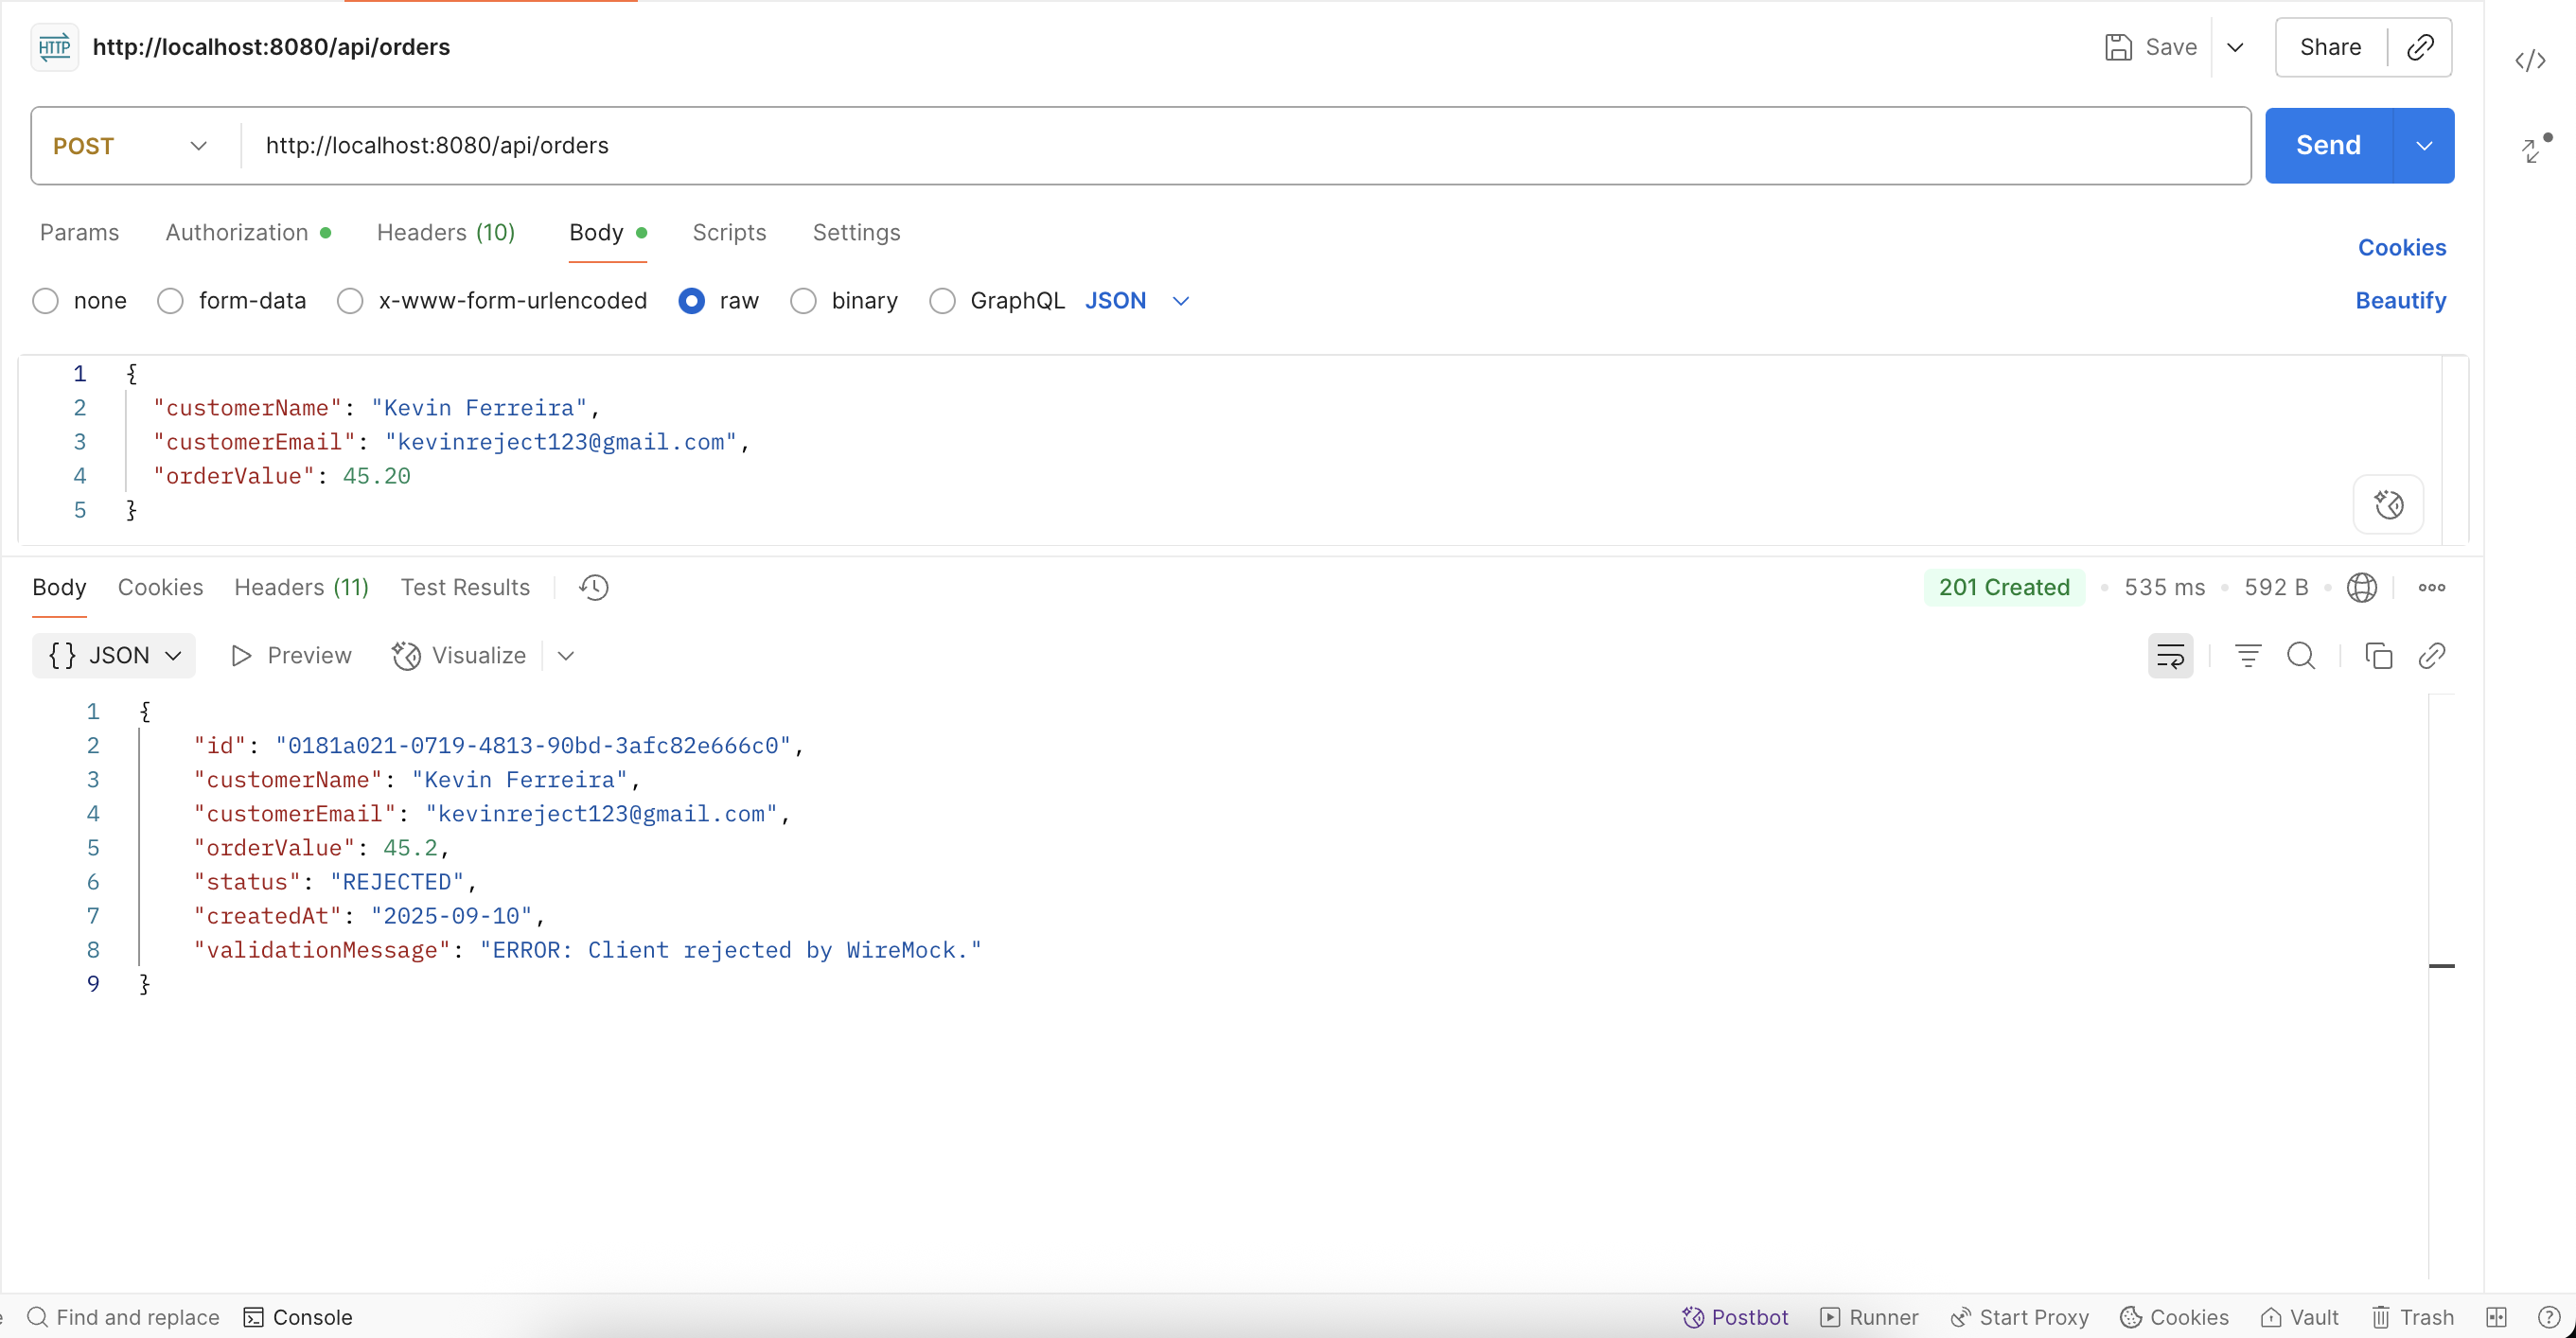 HTTP http://localhost:8080/api/orders Save Share
POST http://localhost:8080/api/orders Send
Params Authorization Headers (10) Body Scripts Settings Cookies
none form-data x-www-form-urlencoded raw binary GraphQL JSON Beautify
1 {
2 "customerName": "Kevin Ferreira",
3 "customerEmail": "kevinreject123@gmail.com",
4 "orderValue": 45.20
5 }
Body Cookies Headers (11) Test Results 201 Created 535 ms 592 B
{} JSON Preview Visualize
1 {
2 "id": "0181a021-0719-4813-90bd-3afc82e666c0",
3 "customerName": "Kevin Ferreira",
4 "customerEmail": "kevinreject123@gmail.com",
5 "orderValue": 45.2,
6 "status": "REJECTED",
7 "createdAt": "2025-09-10",
8 "validationMessage": "ERROR: Client rejected by WireMock."
9 }
Find and replace Console Postbot Runner Start Proxy Cookies Vault Trash